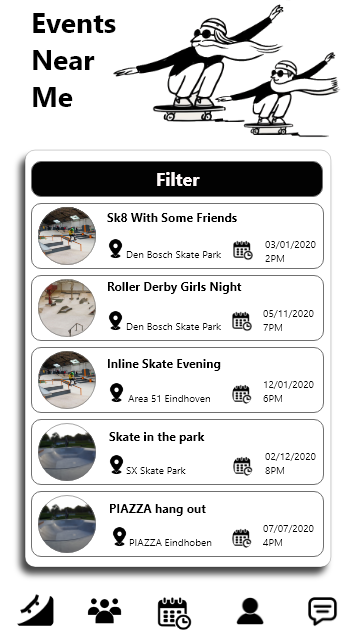 Events
Near
Me
Filter
Sk8 With Some Friends
Den Bosch Skate Park
03/01/2020
2PM
Roller Derby Girls Night
Den Bosch Skate Park
05/11/2020
7PM
Inline Skate Evening
Area 51 Eindhoven
12/01/2020
6PM
Skate in the park
SX Skate Park
02/12/2020
8PM
PIAZZA hang out
PIAZZA Eindhoben
07/07/2020
4PM